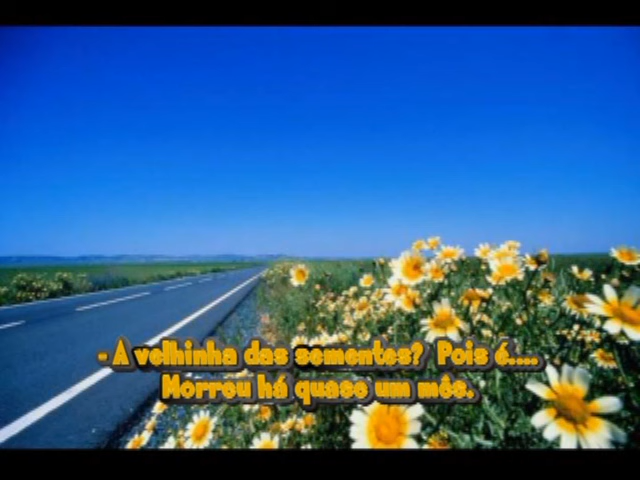 - A velhinha das sementes?  Pois é....
Morreu há quase um mês.